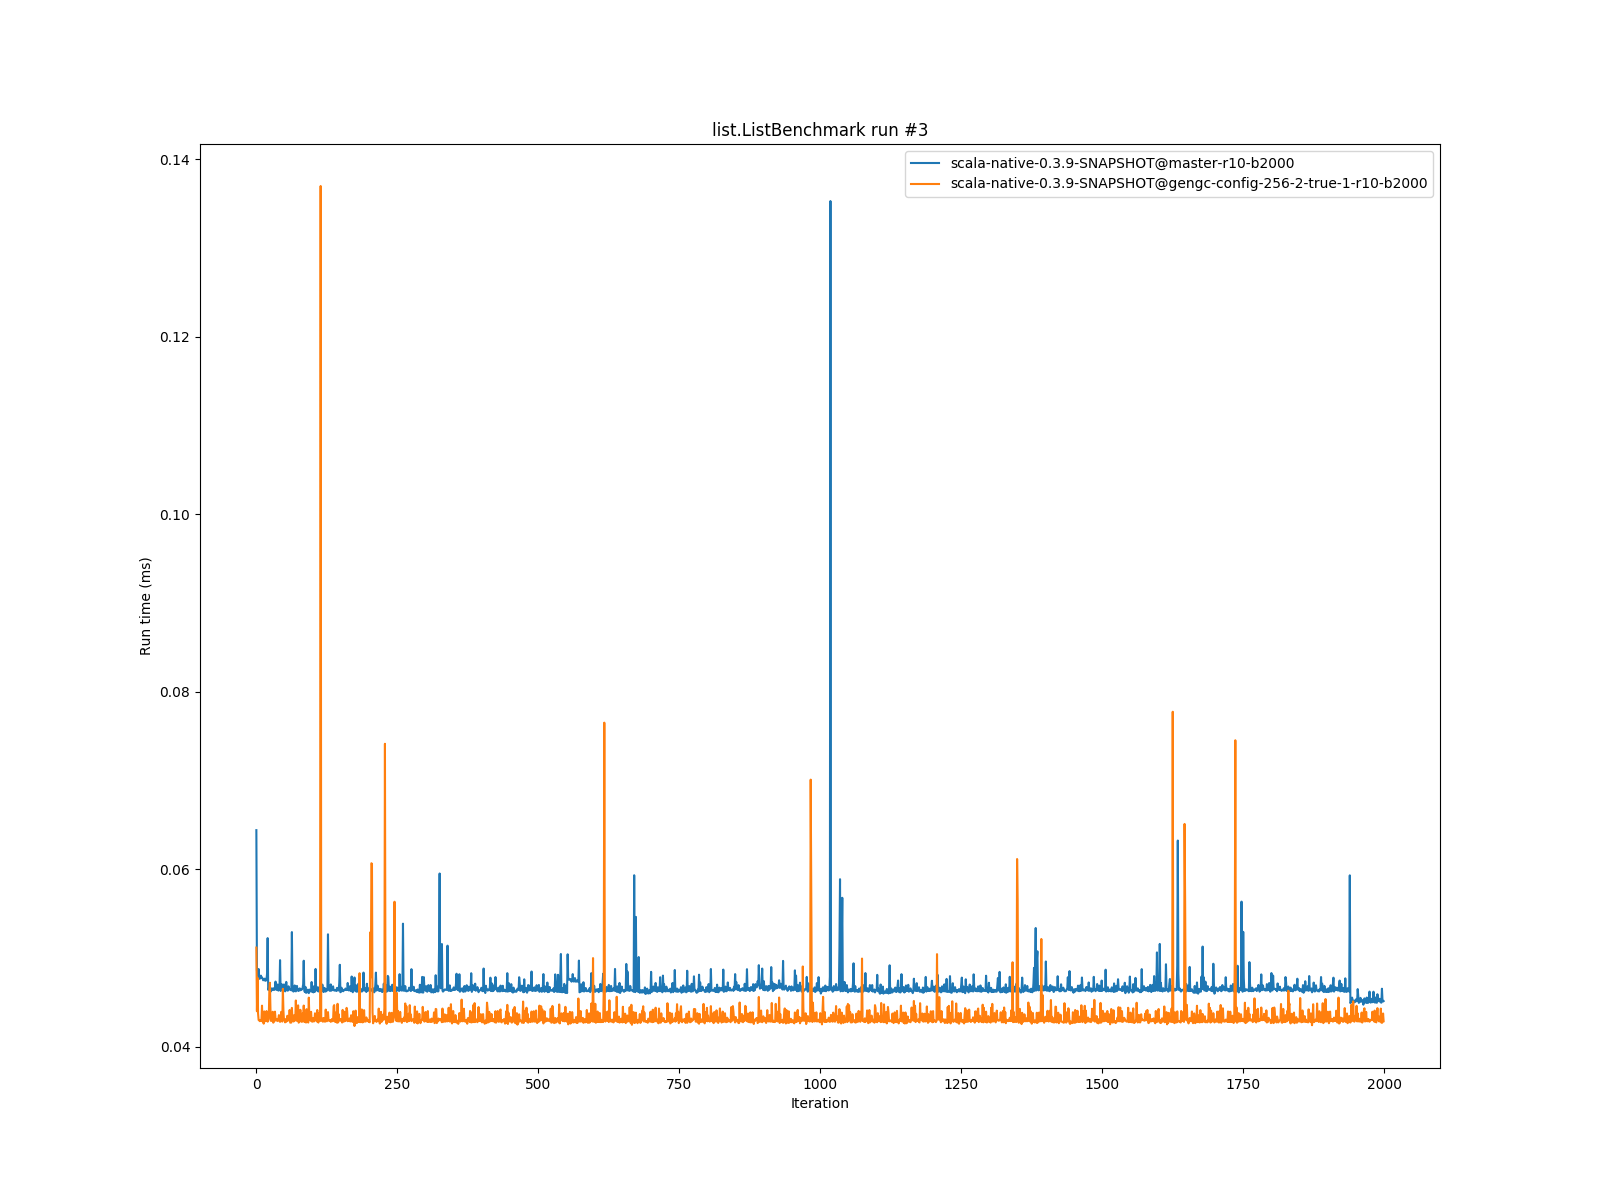 list.ListBenchmark run #3
scala-native-0.3.9-SNAPSHOT@master-r10-b2000
scala-native-0.3.9-SNAPSHOT@gengc-config-256-2-true-1-r10-b2000
0.14
0.12
0.10
0.08
0.06
0.04
Run time (ms)
0 250 500 750 1000 1250 1500 1750 2000
Iteration